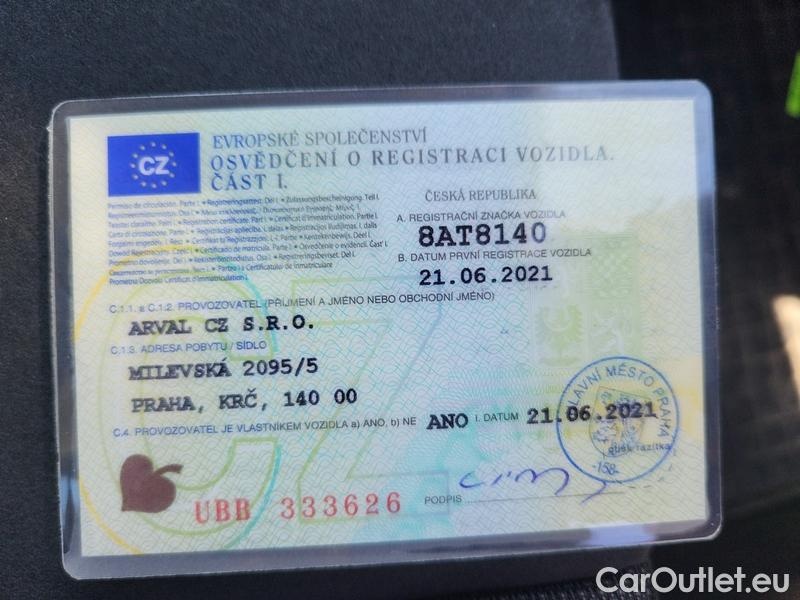 CZ
EVROPSKÉ SPOLEČENSTVÍ
OSVĚDČENÍ O REGISTRACI VOZIDLA.
ČÁST I.
ČESKÁ REPUBLIKA
A. REGISTRAČNÍ ZNAČKA VOZIDLA
8AT8140
B. DATUM PRVNÍ REGISTRACE VOZIDLA
21.06.2021
C.1.1. a C.1.2. PROVOZOVATEL (PŘÍJMENÍ A JMÉNO NEBO OBCHODNÍ JMÉNO)
ARVAL CZ S.R.O.
C.1.3. ADRESA POBYTU / SÍDLO
MILEVSKÁ 2095/5
PRAHA, KRČ, 140 00
C.4. PROVOZOVATEL JE VLASTNÍKEM VOZIDLA a) ANO, b) NE ANO I. DATUM 21.06.2021
HLAVNÍ MĚSTO PRAHA
otisk razítka
-158-
UBB 333626
PODPIS
CarOutlet.eu